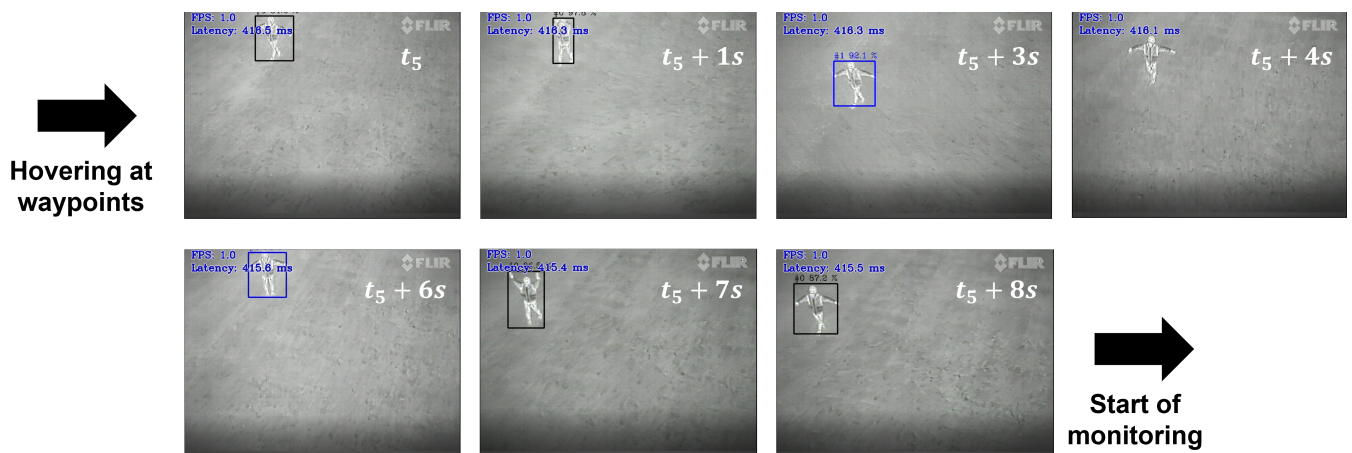 FPS: 1.0
Latency: 416.5 ms
FLIR
t₅
FPS: 1.0
Latency: 416.3 ms
FLIR
t₅ + 1s
FPS: 1.0
Latency: 416.3 ms
#1 92.1 %
FLIR
t₅ + 3s
FPS: 1.0
Latency: 416.1 ms
FLIR
t₅ + 4s
Hovering at
waypoints
FPS: 1.0
Latency: 415.6 ms
FLIR
t₅ + 6s
FPS: 1.0
Latency: 415.4 ms
FLIR
t₅ + 7s
FPS: 1.0
Latency: 415.5 ms
#0 87.2 %
FLIR
t₅ + 8s
Start of
monitoring